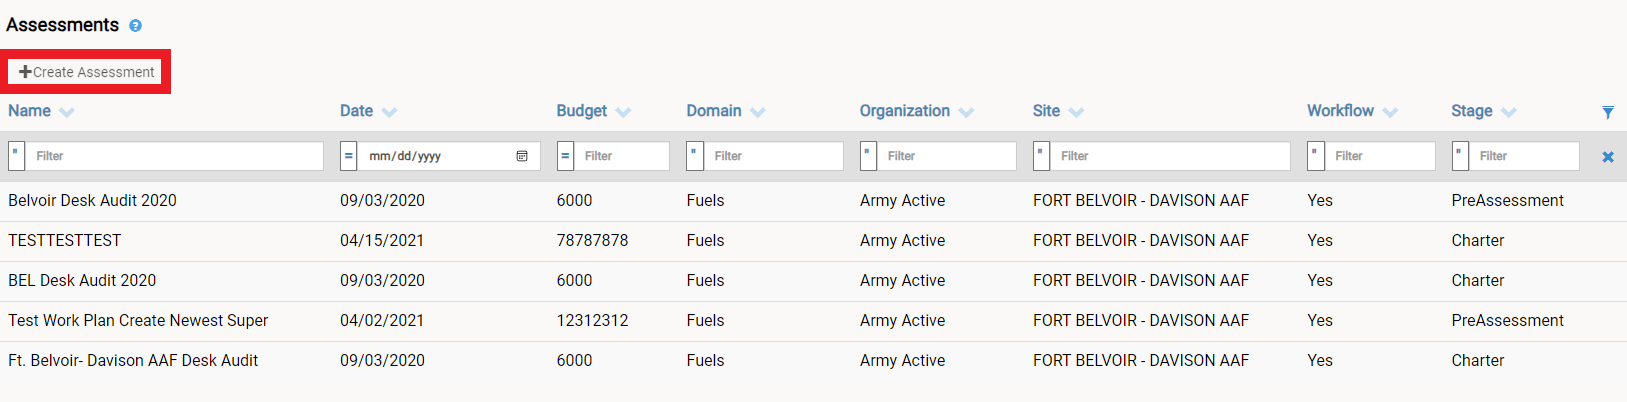 Assessments ?
+Create Assessment
Name Date Budget Domain Organization Site Workflow Stage
" Filter = mm/dd/yyyy = Filter " Filter " Filter " Filter " Filter " Filter
Belvoir Desk Audit 2020 09/03/2020 6000 Fuels Army Active FORT BELVOIR - DAVISON AAF Yes PreAssessment
TESTTESTTEST 04/15/2021 78787878 Fuels Army Active FORT BELVOIR - DAVISON AAF Yes Charter
BEL Desk Audit 2020 09/03/2020 6000 Fuels Army Active FORT BELVOIR - DAVISON AAF Yes Charter
Test Work Plan Create Newest Super 04/02/2021 12312312 Fuels Army Active FORT BELVOIR - DAVISON AAF Yes PreAssessment
Ft. Belvoir- Davison AAF Desk Audit 09/03/2020 6000 Fuels Army Active FORT BELVOIR - DAVISON AAF Yes Charter